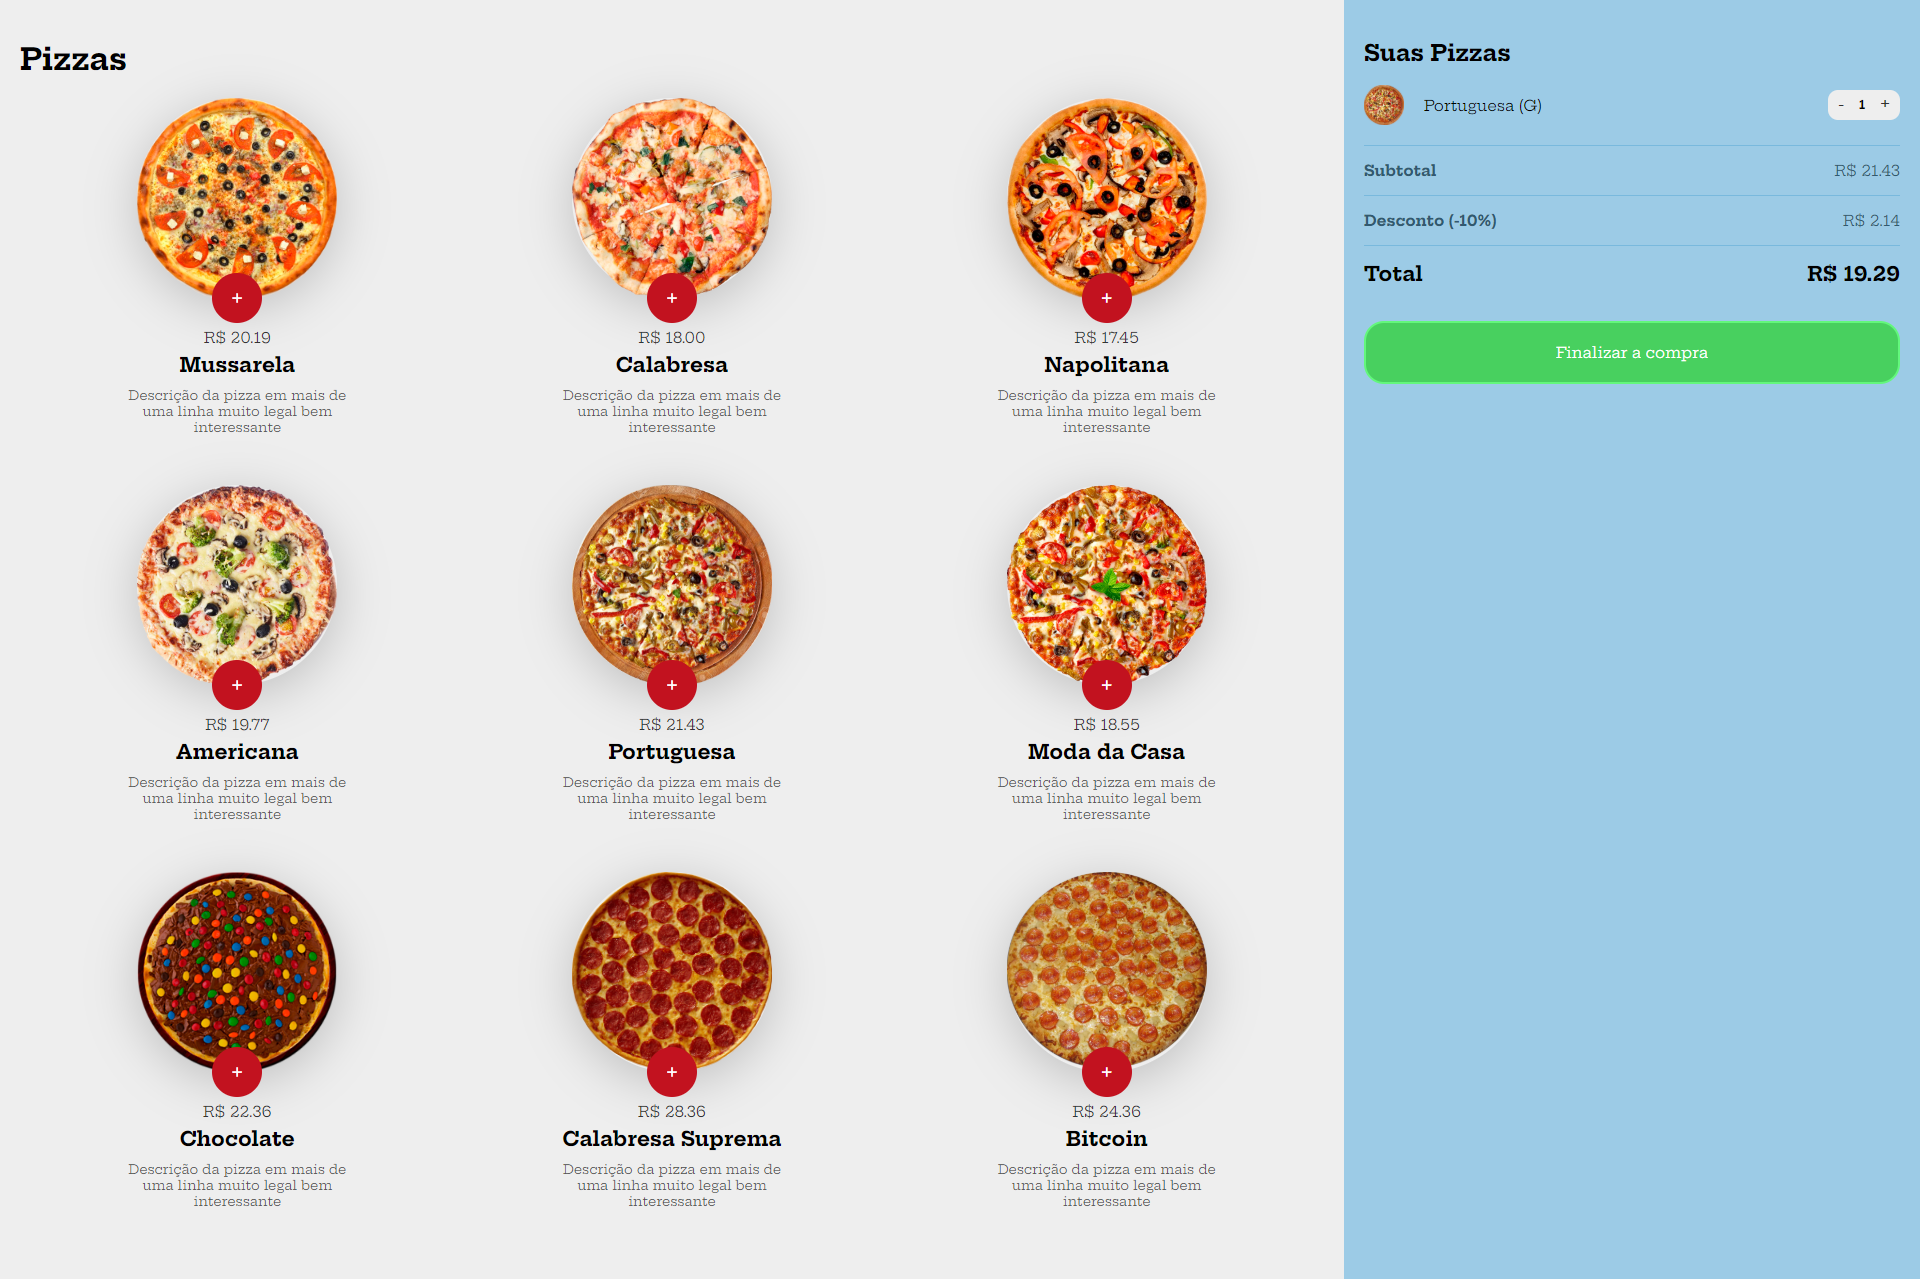 Pizzas
+
R$ 20.19
Mussarela
Descrição da pizza em mais de
uma linha muito legal bem
interessante
+
R$ 18.00
Calabresa
Descrição da pizza em mais de
uma linha muito legal bem
interessante
+
R$ 17.45
Napolitana
Descrição da pizza em mais de
uma linha muito legal bem
interessante
+
R$ 19.77
Americana
Descrição da pizza em mais de
uma linha muito legal bem
interessante
+
R$ 21.43
Portuguesa
Descrição da pizza em mais de
uma linha muito legal bem
interessante
+
R$ 18.55
Moda da Casa
Descrição da pizza em mais de
uma linha muito legal bem
interessante
+
R$ 22.36
Chocolate
Descrição da pizza em mais de
uma linha muito legal bem
interessante
+
R$ 28.36
Calabresa Suprema
Descrição da pizza em mais de
uma linha muito legal bem
interessante
+
R$ 24.36
Bitcoin
Descrição da pizza em mais de
uma linha muito legal bem
interessante
Suas Pizzas
Portuguesa (G) - 1 +
Subtotal R$ 21.43
Desconto (-10%) R$ 2.14
Total R$ 19.29
Finalizar a compra